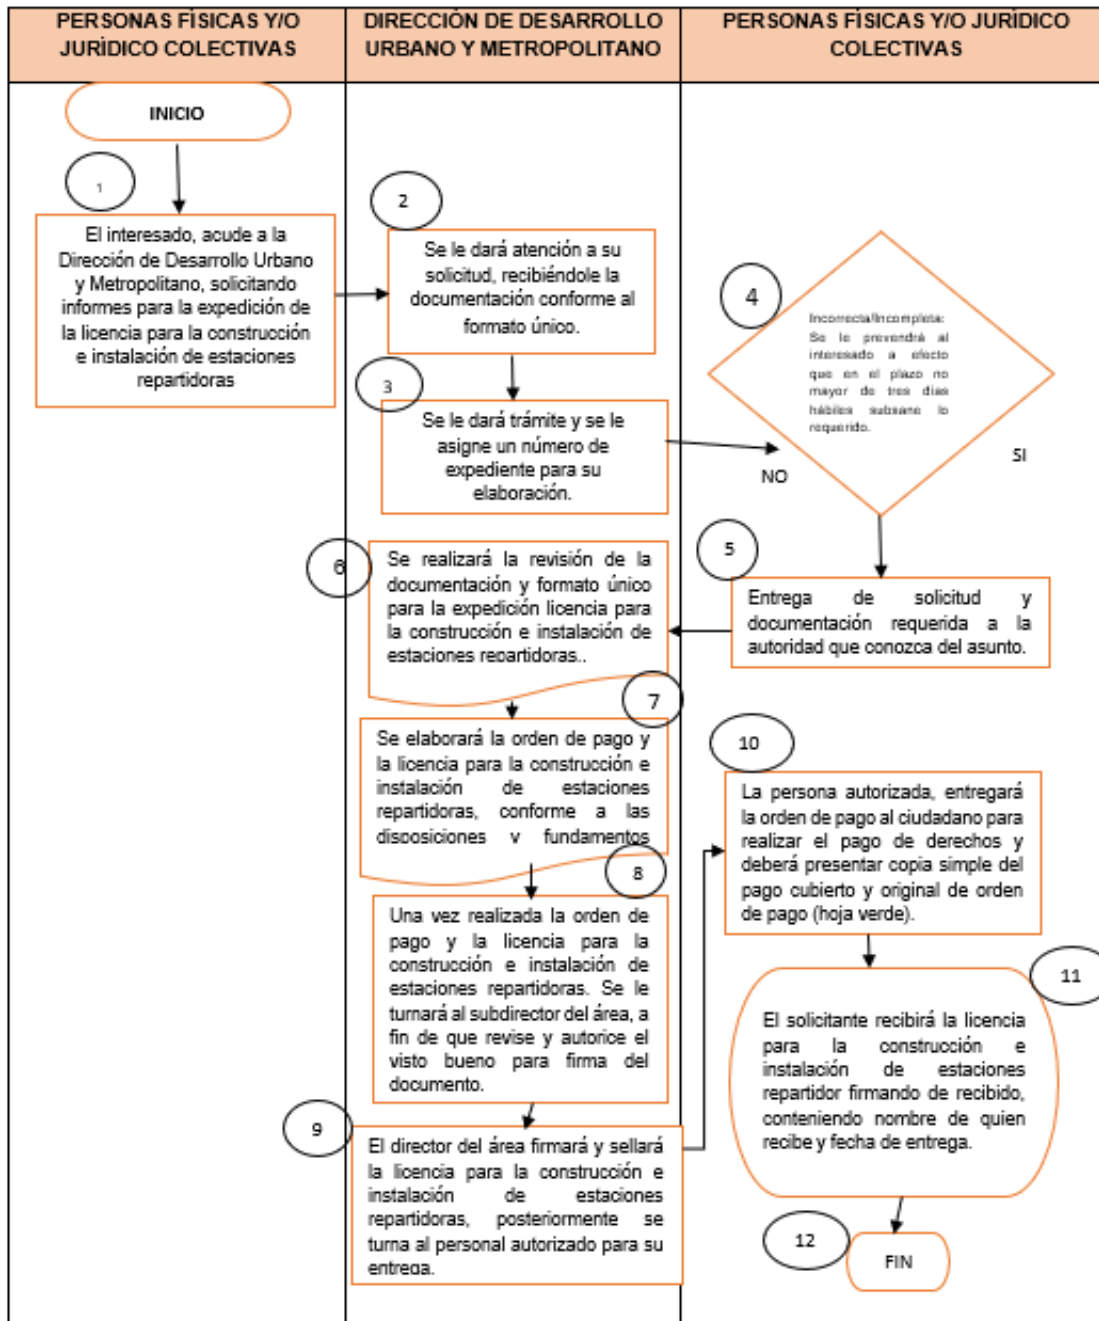 PERSONAS FÍSICAS Y/O
JURÍDICO COLECTIVAS
DIRECCIÓN DE DESARROLLO
URBANO Y METROPOLITANO
PERSONAS FÍSICAS Y/O JURÍDICO
COLECTIVAS
INICIO
1
El interesado, acude a la
Dirección de Desarrollo Urbano
y Metropolitano, solicitando
informes para la expedición de
la licencia para la construcción
e instalación de estaciones
repartidoras
2
Se le dará atención a su
solicitud, recibiéndole la
documentación conforme al
formato único.
3
Se le dará trámite y se le
asigne un número de
expediente para su
elaboración.
4
Incorrecta/Incompleta:
Se le prevendrá al
interesado a efecto
que en el plazo no
mayor de tres días
hábiles subsane lo
requerido.
NO
SI
5
Entrega de solicitud y
documentación requerida a la
autoridad que conozca del asunto.
6
Se realizará la revisión de la
documentación y formato único
para la expedición licencia para
la construcción e instalación de
estaciones repartidoras..
7
Se elaborará la orden de pago y
la licencia para la construcción e
instalación de estaciones
repartidoras, conforme a las
disposiciones y fundamentos
8
Una vez realizada la orden de
pago y la licencia para la
construcción e instalación de
estaciones repartidoras. Se le
turnará al subdirector del área, a
fin de que revise y autorice el
visto bueno para firma del
documento.
9
El director del área firmará y sellará
la licencia para la construcción e
instalación de estaciones
repartidoras, posteriormente se
turna al personal autorizado para su
entrega.
10
La persona autorizada, entregará
la orden de pago al ciudadano para
realizar el pago de derechos y
deberá presentar copia simple del
pago cubierto y original de orden
de pago (hoja verde).
11
El solicitante recibirá la licencia
para la construcción e
instalación de estaciones
repartidor firmando de recibido,
conteniendo nombre de quien
recibe y fecha de entrega.
12
FIN